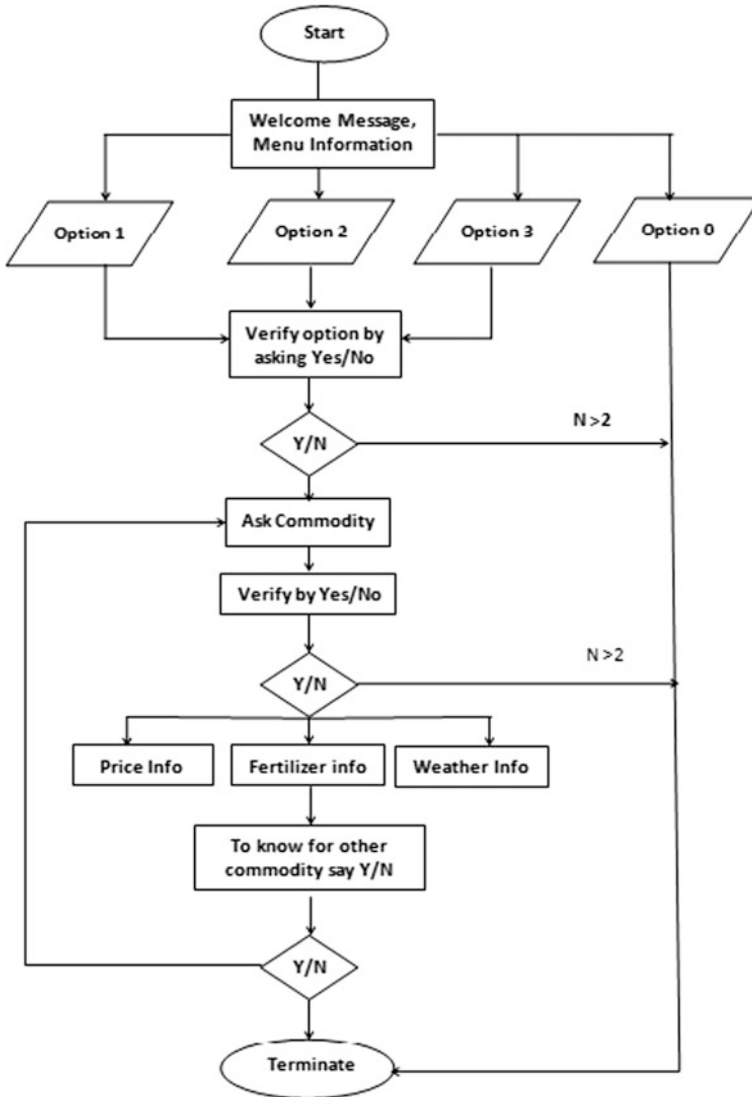 Start
Welcome Message,
Menu Information
Option 1
Option 2
Option 3
Option 0
Verify option by
asking Yes/No
Y/N
N >2
Ask Commodity
Verify by Yes/No
N >2
Y/N
Price Info
Fertilizer info
Weather Info
To know for other
commodity say Y/N
Y/N
Terminate